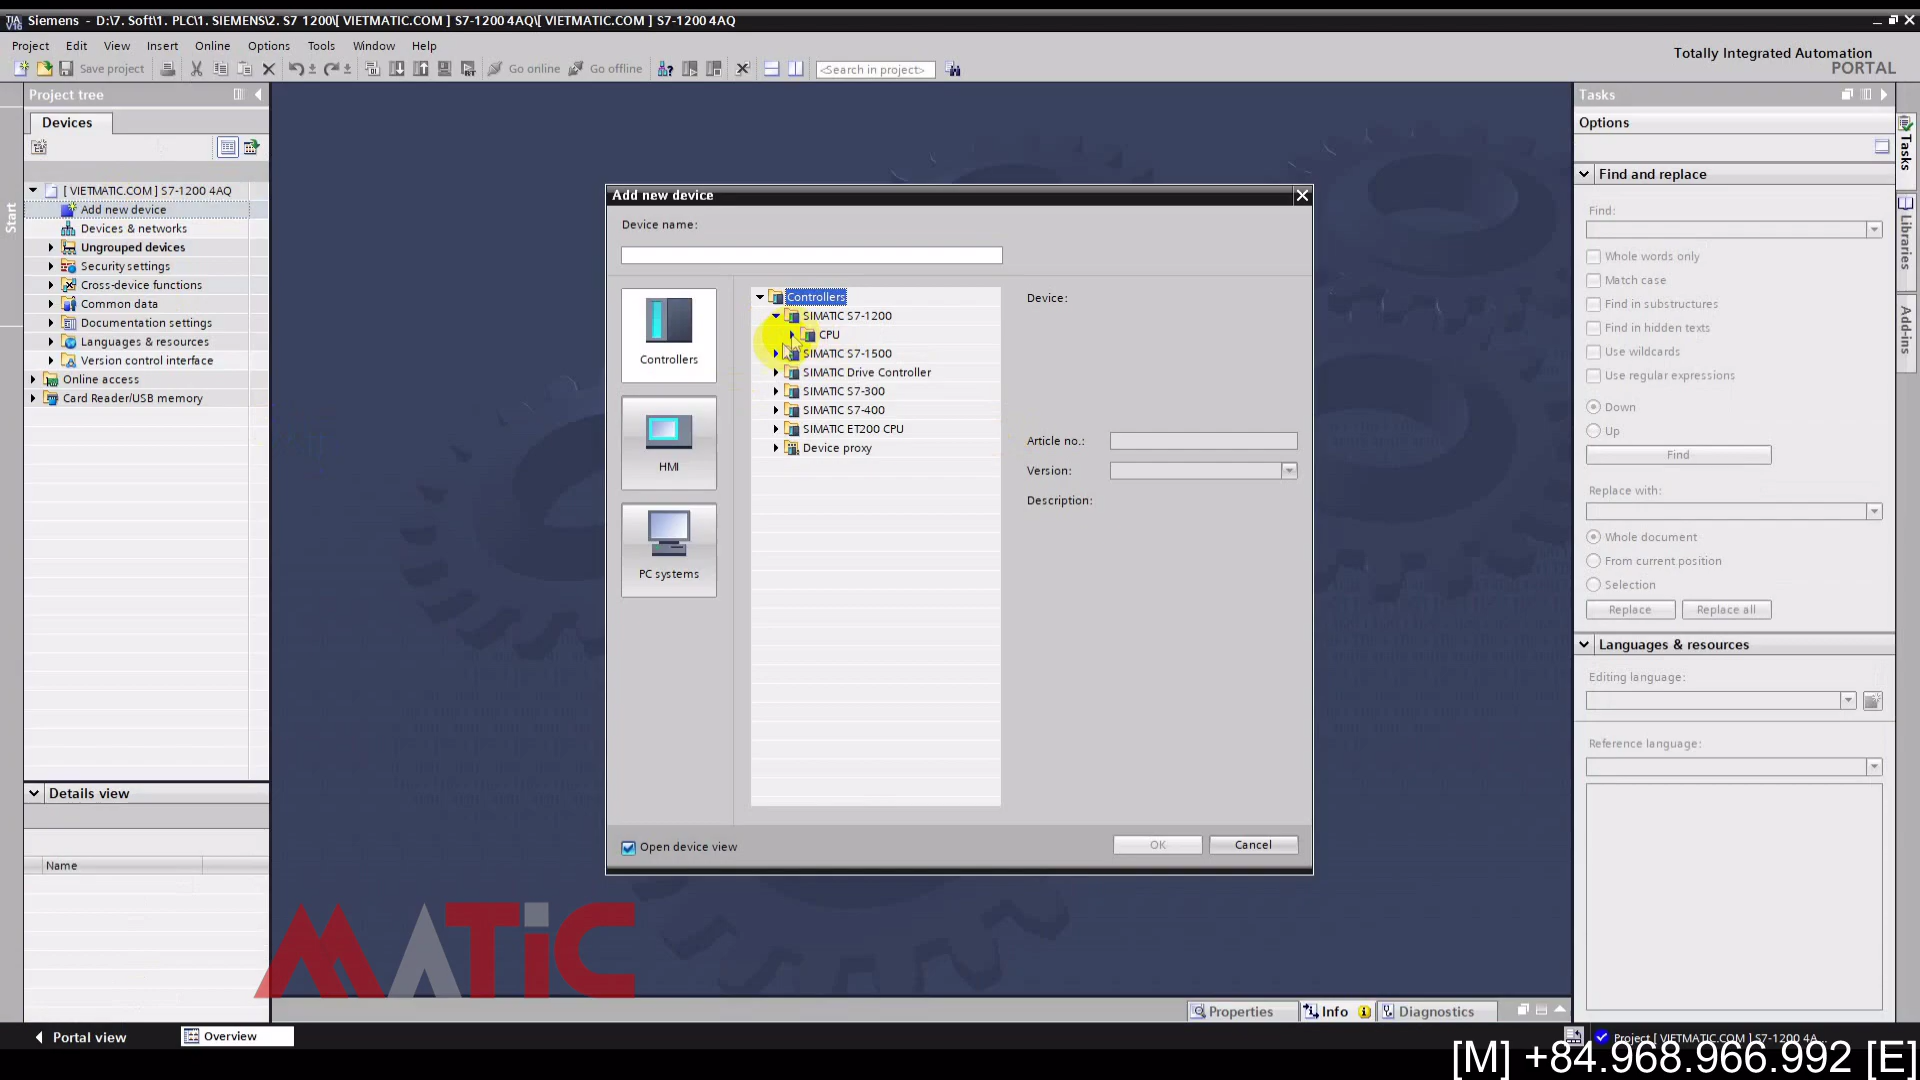 TIA
V16
Siemens - D:\7. Soft\1. PLC\1. SIEMENS\2. S7 1200\[ VIETMATIC.COM ] S7-1200 4AQ\[ VIETMATIC.COM ] S7-1200 4AQ
Project Edit View Insert Online Options Tools Window Help
Totally Integrated Automation
PORTAL
Save project
Go online
Go offline
<Search in project>
Project tree
Devices
Start
[ VIETMATIC.COM ] S7-1200 4AQ
Add new device
Devices & networks
Ungrouped devices
Security settings
Cross-device functions
Common data
Documentation settings
Languages & resources
Version control interface
Online access
Card Reader/USB memory
Details view
Name
Add new device
Device name:
Controllers
HMI
PC systems
Controllers
SIMATIC S7-1200
CPU
SIMATIC S7-1500
SIMATIC Drive Controller
SIMATIC S7-300
SIMATIC S7-400
SIMATIC ET200 CPU
Device proxy
Device:
Article no.:
Version:
Description:
Open device view
OK
Cancel
Tasks
Options
Find and replace
Find:
Whole words only
Match case
Find in substructures
Find in hidden texts
Use wildcards
Use regular expressions
Down
Up
Find
Replace with:
Whole document
From current position
Selection
Replace
Replace all
Languages & resources
Editing language:
Reference language:
Tasks
Libraries
Add-ins
MATiC
Properties
Info
Diagnostics
Portal view
Overview
Project [ VIETMATIC.COM ] S7-1200 4A...
[M] +84.968.966.992 [E]